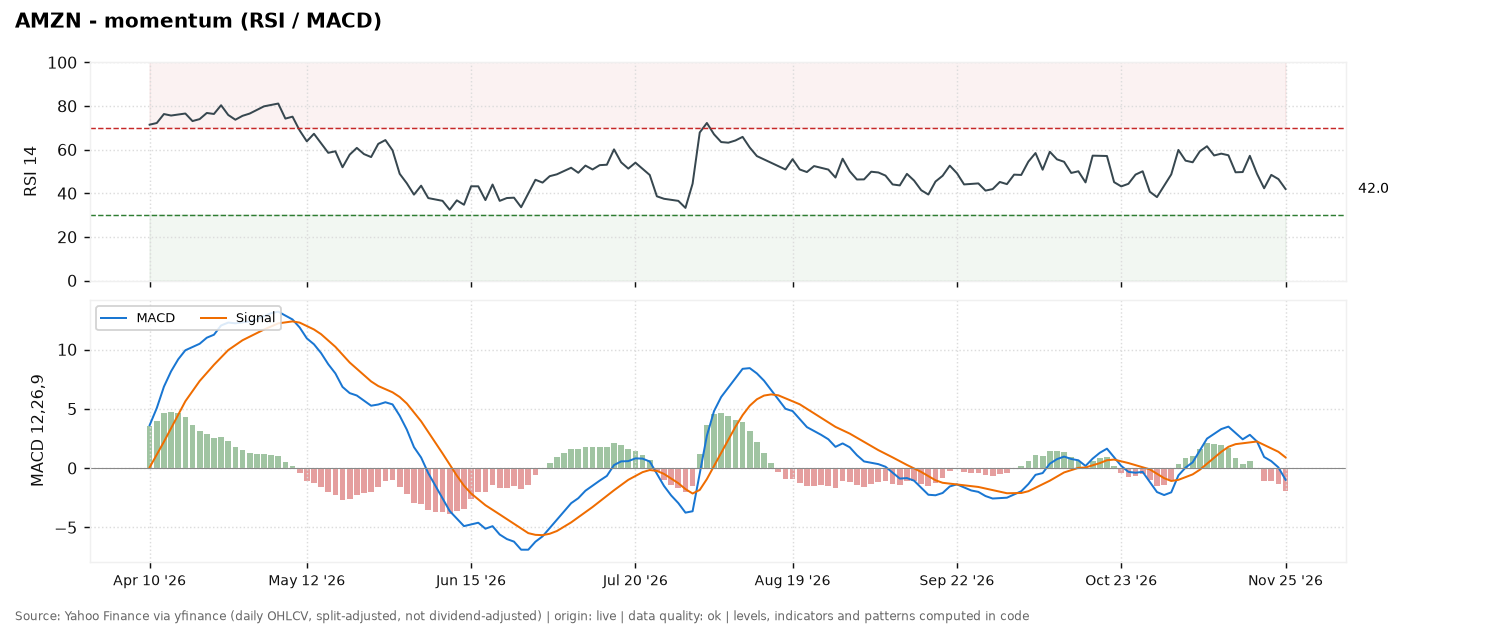 AMZN - momentum (RSI / MACD)
100
80
60
40
20
0
RSI 14
42.0
MACD
Signal
10
5
0
−5
MACD 12,26,9
Apr 10 '26
May 12 '26
Jun 15 '26
Jul 20 '26
Aug 19 '26
Sep 22 '26
Oct 23 '26
Nov 25 '26
Source: Yahoo Finance via yfinance (daily OHLCV, split-adjusted, not dividend-adjusted) | origin: live | data quality: ok | levels, indicators and patterns computed in code